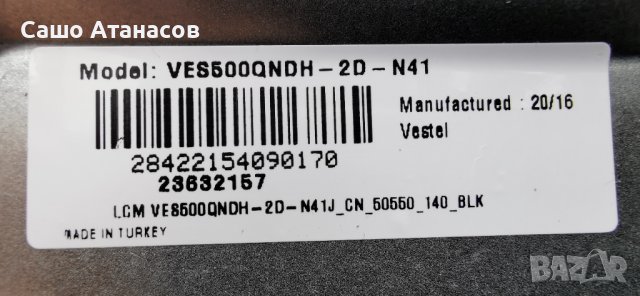 Сашо Атанасов
Model: VES500QNDH-2D-N41
Manufactured : 20/16
Vestel
28422154090170
23632157
LCM VES500QNDH-2D-N41J_CN_50550_140_BLK
MADE IN TURKEY
BAZAR